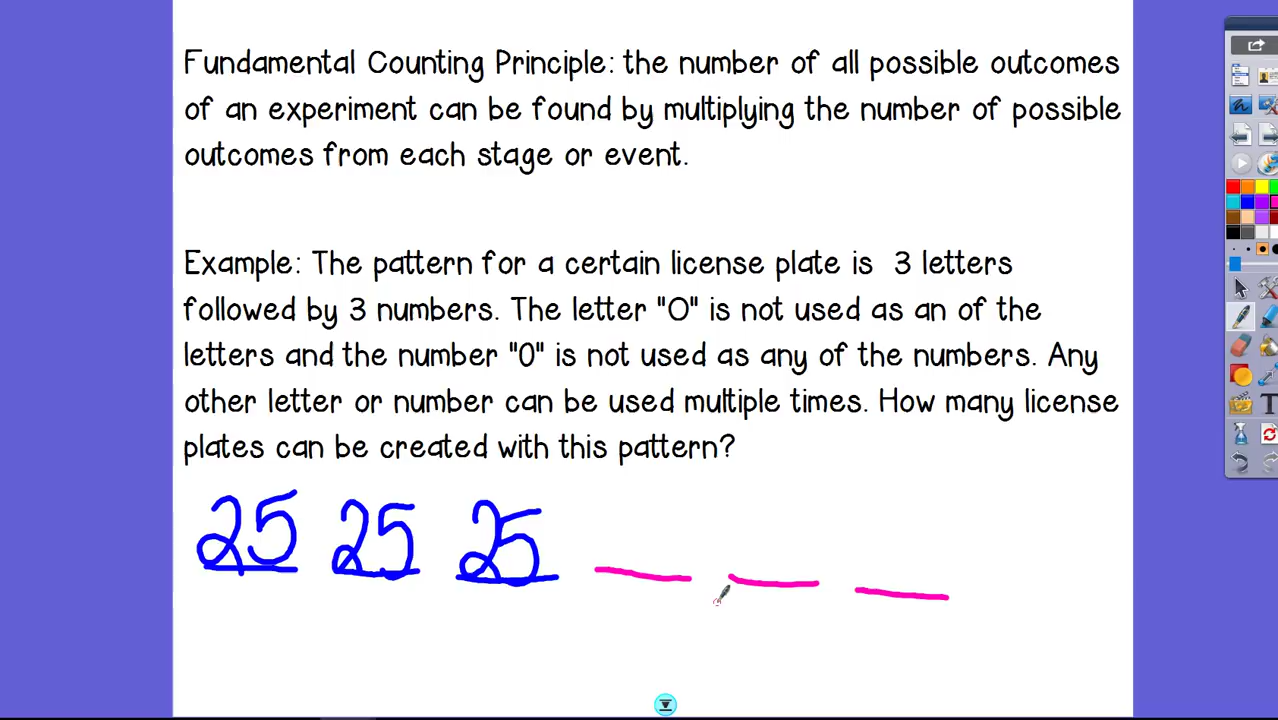 Fundamental Counting Principle: the number of all possible outcomes
of an experiment can be found by multiplying the number of possible
outcomes from each stage or event.
Example: The pattern for a certain license plate is 3 letters
followed by 3 numbers. The letter "O" is not used as an of the
letters and the number "0" is not used as any of the numbers. Any
other letter or number can be used multiple times. How many license
plates can be created with this pattern?
25 25 25